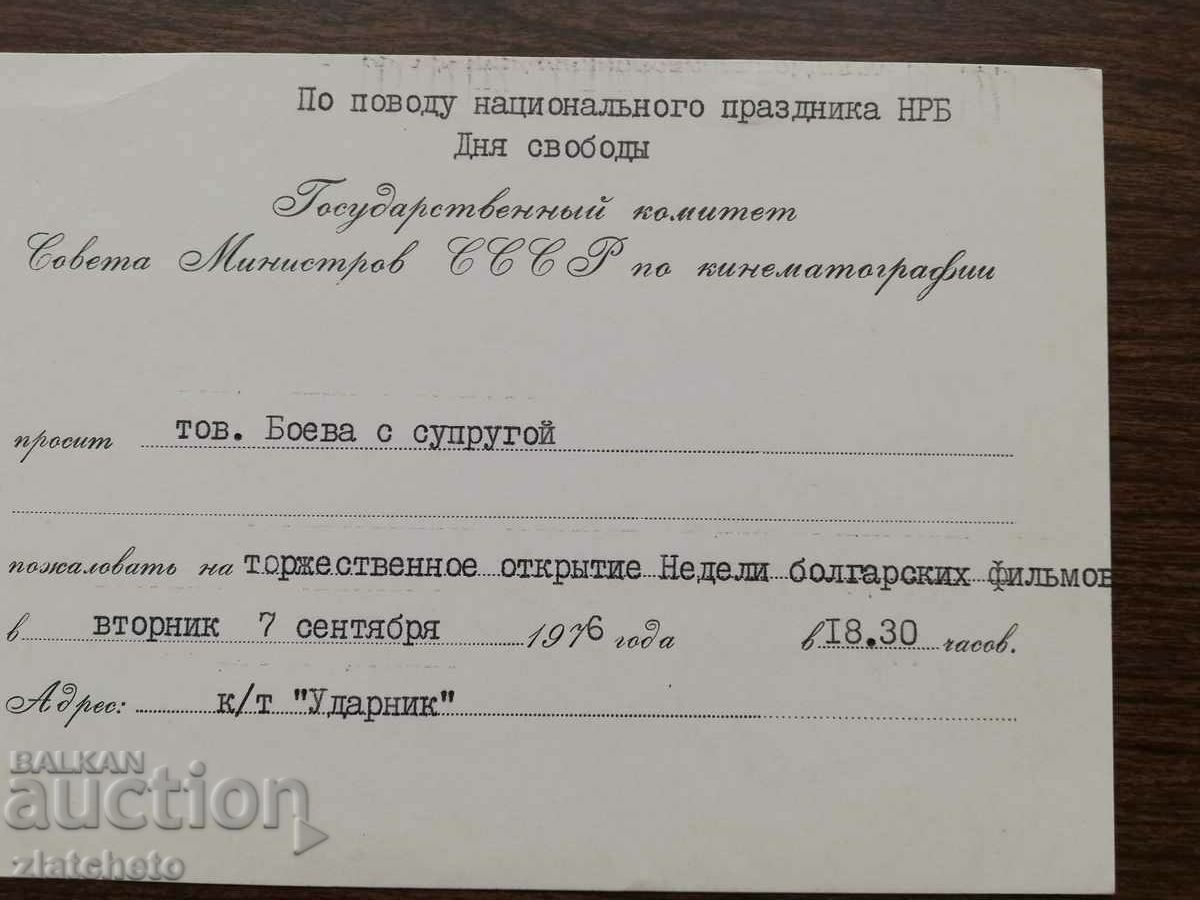 По поводу национального праздника НРБ
Дня свободы
Государственный комитет
Совета Министров СССР по кинематографии
просит тов. Боева с супругой
пожаловать на торжественное открытие Недели болгарских фильмов
в вторник 7 сентября 1976 года в 18.30 часов.
Адрес: к/т "Ударник"
BALKAN
auction
zlatcheto